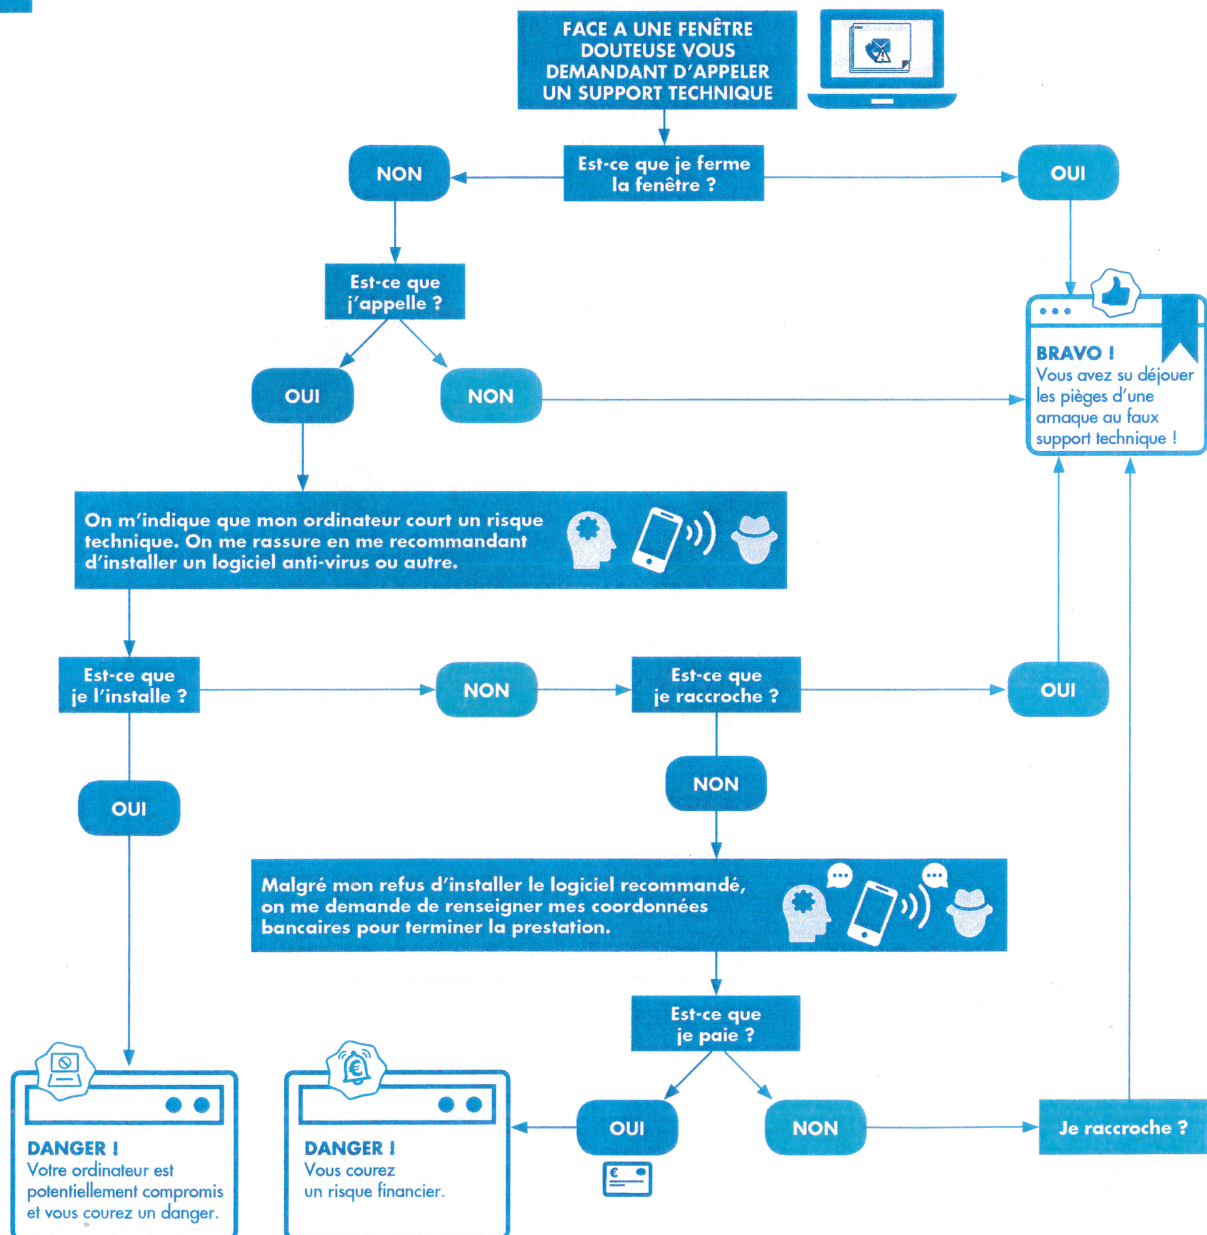 FACE A UNE FENÊTRE
DOUTEUSE VOUS
DEMANDANT D'APPELER
UN SUPPORT TECHNIQUE
NON
Est-ce que je ferme
la fenêtre ?
OUI
Est-ce que
j'appelle ?
BRAVO !
Vous avez su déjouer
les pièges d'une
arnaque au faux
support technique !
OUI
NON
On m'indique que mon ordinateur court un risque
technique. On me rassure en me recommandant
d'installer un logiciel anti-virus ou autre.
Est-ce que
je l'installe ?
NON
Est-ce que
je raccroche ?
OUI
OUI
NON
Malgré mon refus d'installer le logiciel recommandé,
on me demande de renseigner mes coordonnées
bancaires pour terminer la prestation.
Est-ce que
je paie ?
€
DANGER !
Votre ordinateur est
potentiellement compromis
et vous courez un danger.
DANGER !
Vous courez
un risque financier.
OUI
€
NON
Je raccroche ?